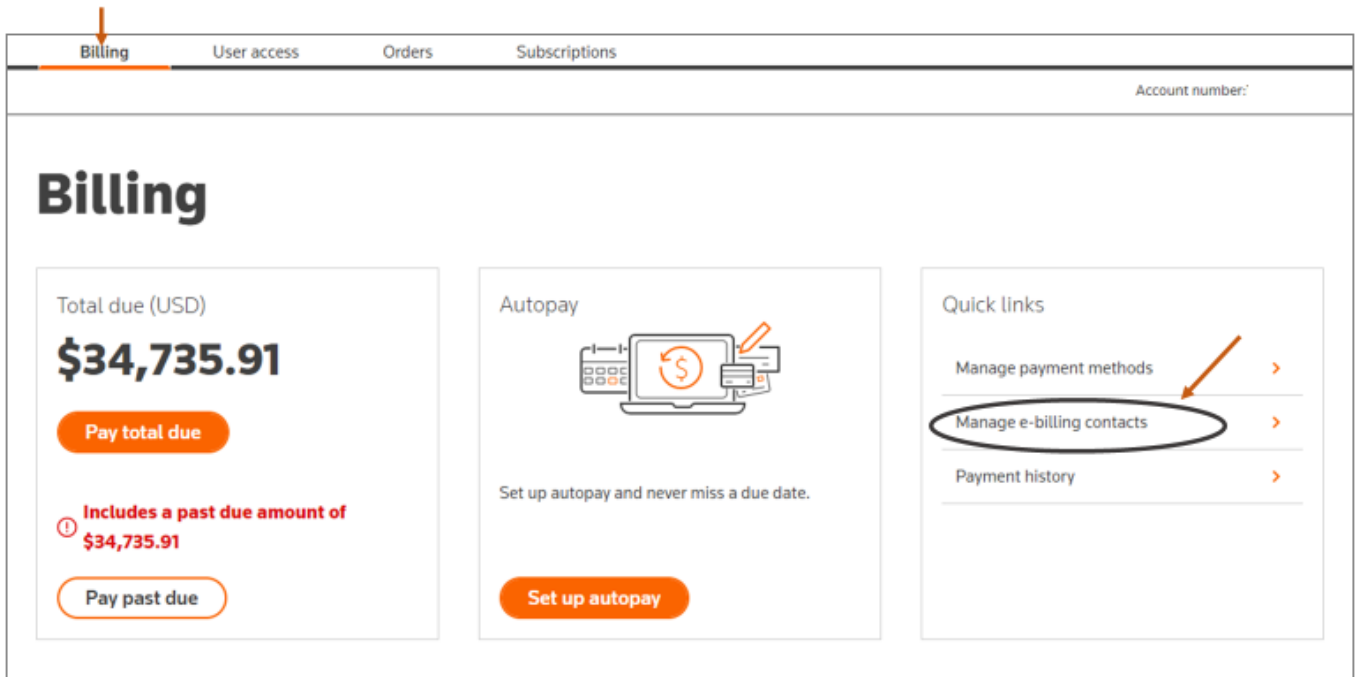 Billing User access Orders Subscriptions
Account number:
Billing
Total due (USD)
$34,735.91
Pay total due
Includes a past due amount of
$34,735.91
Pay past due
Autopay
$
Set up autopay and never miss a due date.
Set up autopay
Quick links
Manage payment methods
Manage e-billing contacts
Payment history